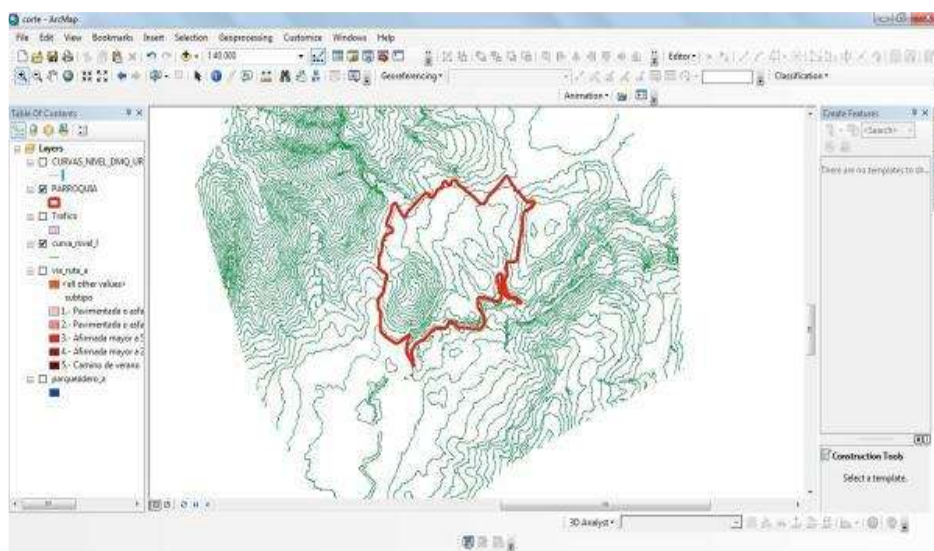 corte - ArcMap
File Edit View Bookmarks Insert Selection Geoprocessing Customize Windows Help
1:40.000 Editor
Georeferencing Classification
Animation
Table Of Contents
Layers
CURVAS_NIVEL_DMQ_UR
PARROQUIA
Trafico
curva_nivel_f
via_ruta_a
<all other values>
subtipo
1.- Pavimentada o asfa
2.- Pavimentada o asfa
3.- Afirmada mayor a 5
4.- Afirmada mayor a 2
5.- Camino de verano
parqueadero_a
Create Features
<Search>
There are no templates to sh...
Construction Tools
Select a template.
3D Analyst